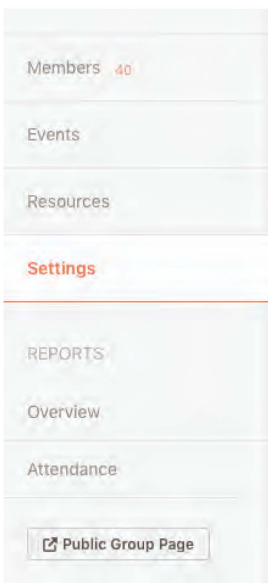 Members 40
Events
Resources
Settings
REPORTS
Overview
Attendance
Public Group Page